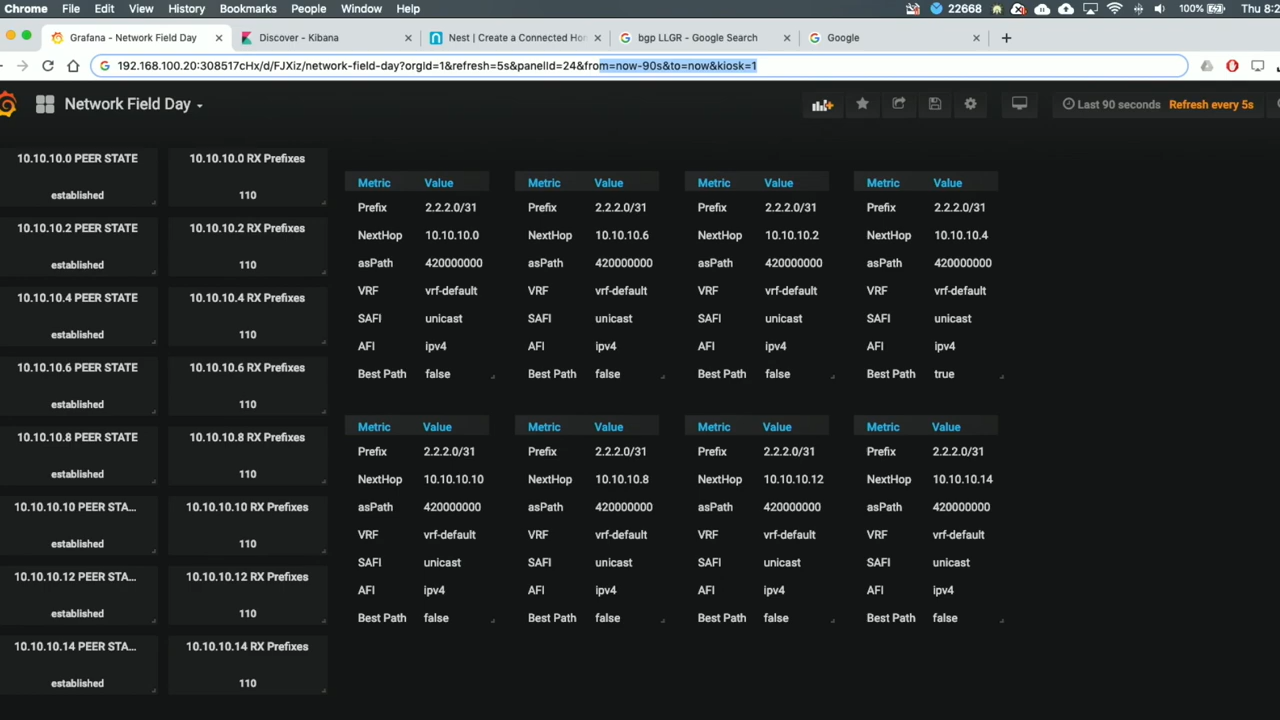 Chrome File Edit View History Bookmarks People Window Help 22668 100% Thu 8:2
Grafana - Network Field Day Discover - Kibana Nest | Create a Connected Ho bgp LLGR - Google Search Google
192.168.100.20:308517cHx/d/FJXiz/network-field-day?orgId=1&refresh=5s&panelId=24&from=now-90s&to=now&kiosk=1
Network Field Day Last 90 seconds Refresh every 5s
10.10.10.0 PEER STATE 10.10.10.0 RX Prefixes
established 110
10.10.10.2 PEER STATE 10.10.10.2 RX Prefixes
established 110
10.10.10.4 PEER STATE 10.10.10.4 RX Prefixes
established 110
10.10.10.6 PEER STATE 10.10.10.6 RX Prefixes
established 110
10.10.10.8 PEER STATE 10.10.10.8 RX Prefixes
established 110
10.10.10.10 PEER STA... 10.10.10.10 RX Prefixes
established 110
10.10.10.12 PEER STA... 10.10.10.12 RX Prefixes
established 110
10.10.10.14 PEER STA... 10.10.10.14 RX Prefixes
established 110
Metric Value Metric Value Metric Value Metric Value
Prefix 2.2.2.0/31 Prefix 2.2.2.0/31 Prefix 2.2.2.0/31 Prefix 2.2.2.0/31
NextHop 10.10.10.0 NextHop 10.10.10.6 NextHop 10.10.10.2 NextHop 10.10.10.4
asPath 420000000 asPath 420000000 asPath 420000000 asPath 420000000
VRF vrf-default VRF vrf-default VRF vrf-default VRF vrf-default
SAFI unicast SAFI unicast SAFI unicast SAFI unicast
AFI ipv4 AFI ipv4 AFI ipv4 AFI ipv4
Best Path false Best Path false Best Path false Best Path true
Metric Value Metric Value Metric Value Metric Value
Prefix 2.2.2.0/31 Prefix 2.2.2.0/31 Prefix 2.2.2.0/31 Prefix 2.2.2.0/31
NextHop 10.10.10.10 NextHop 10.10.10.8 NextHop 10.10.10.12 NextHop 10.10.10.14
asPath 420000000 asPath 420000000 asPath 420000000 asPath 420000000
VRF vrf-default VRF vrf-default VRF vrf-default VRF vrf-default
SAFI unicast SAFI unicast SAFI unicast SAFI unicast
AFI ipv4 AFI ipv4 AFI ipv4 AFI ipv4
Best Path false Best Path false Best Path false Best Path false